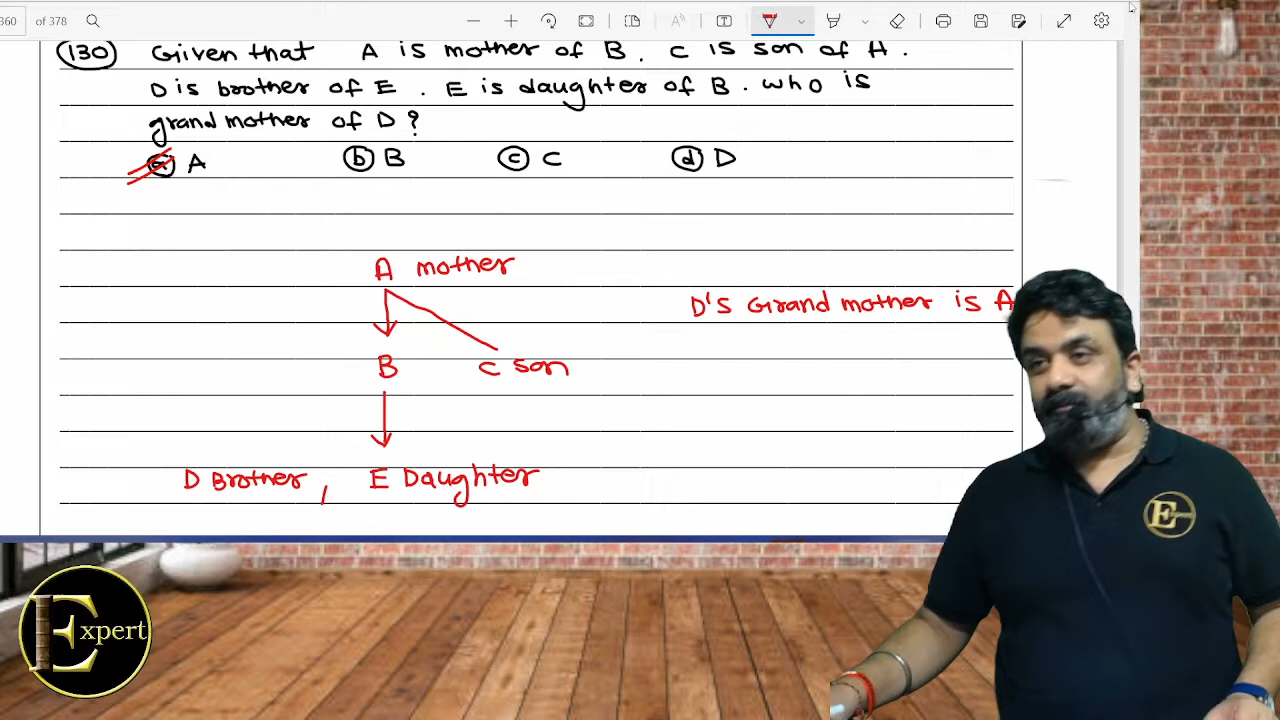 360 of 378
130 Given that A is mother of B. C is son of A.
D is brother of E. E is daughter of B. who is
grand mother of D?
a A b B c C d D
A mother
D's Grand mother is A
B C son
D Brother, E Daughter
E
Expert